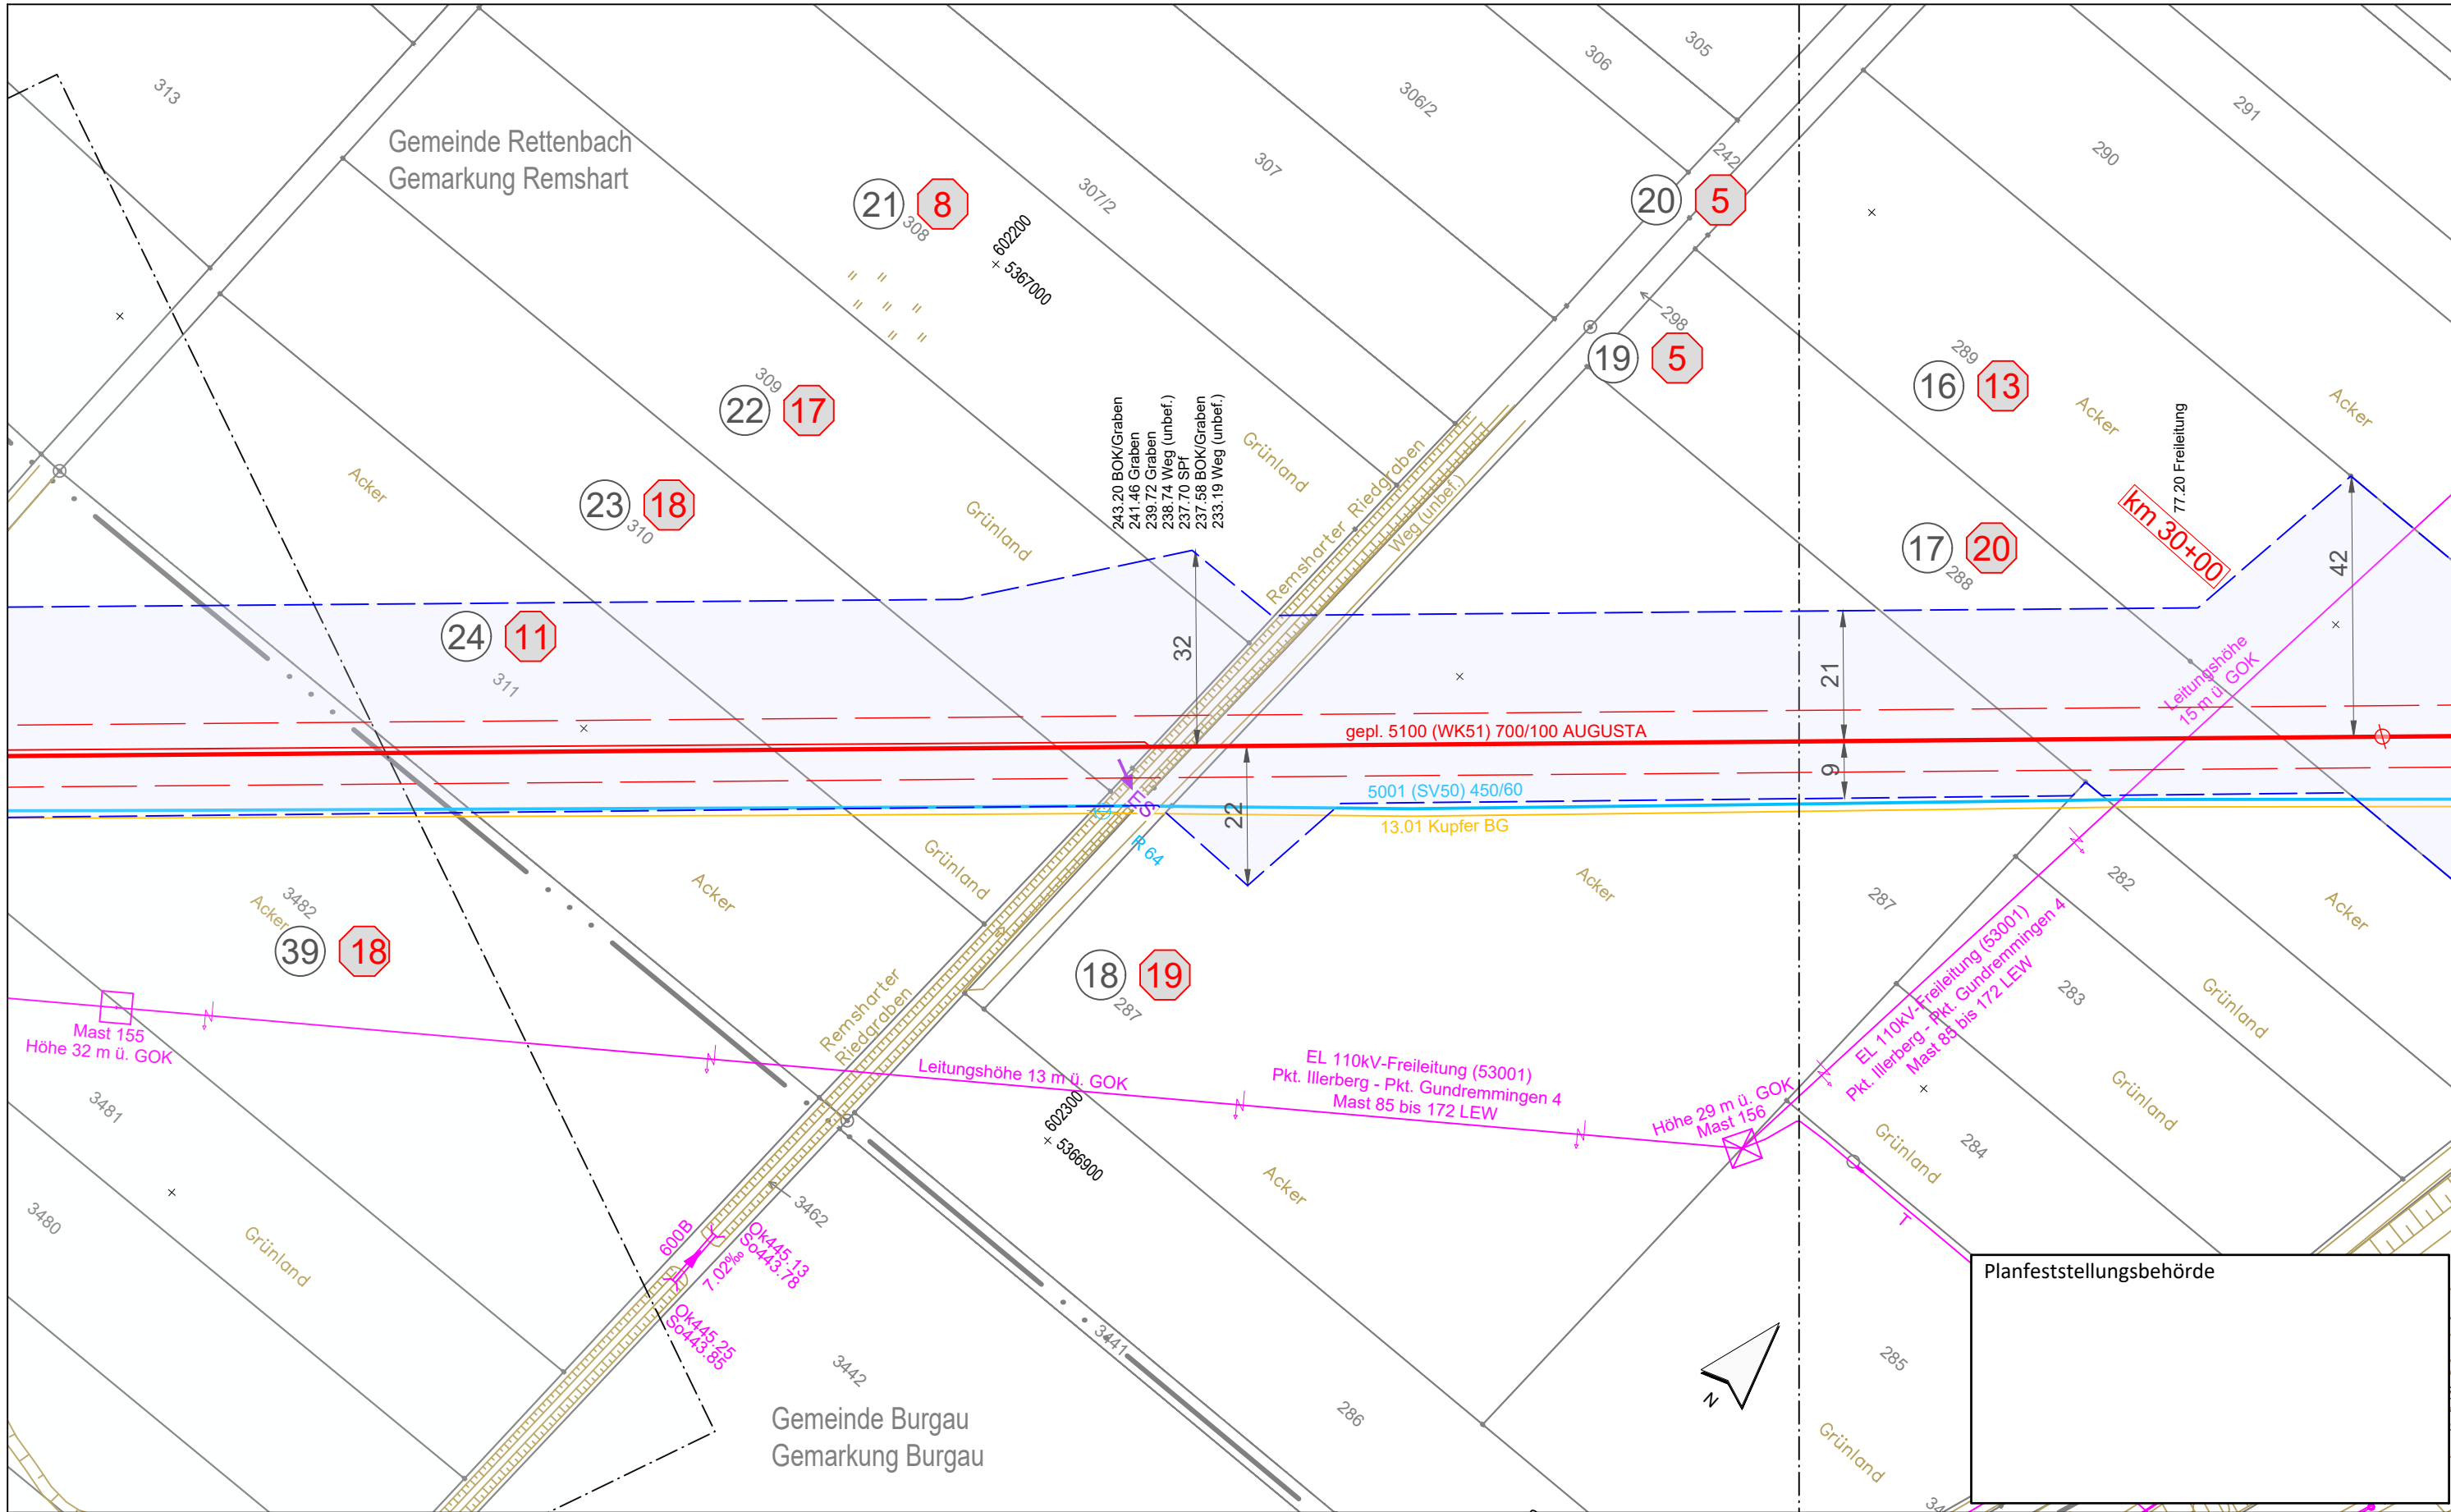 313
Gemeinde Rettenbach
Gemarkung Remshart
21 8
308
602200
5367000
307/2
307
306/2
306
305
242
20 5
298
19 5
291
290
289
16 13
Acker
Acker
77.20 Freileitung
km 30+00
17 20
288
42
309
22 17
Acker
23 18
310
Grünland
243.20 BOK/Graben
241.46 Graben
239.72 Graben
238.74 Weg (unbef.)
237.70 SPf
237.58 BOK/Graben
233.19 Weg (unbef.)
Grünland
Remsharter Riedgraben
Weg (unbef.)
24 11
311
32
21
Leitungshöhe
15 m ü. GOK
gepl. 5100 (WK51) 700/100 AUGUSTA
9
ES
22
5001 (SV50) 450/60
13.01 Kupfer BG
R 64
Grünland
Acker
Acker
287
282
Acker
3482
Acker
39 18
18 19
287
Remsharter
Riedgraben
EL 110kV-Freileitung (53001)
Pkt. Illerberg - Pkt. Gundremmingen 4
Mast 85 bis 172 LEW
283
Grünland
Mast 155
Höhe 32 m ü. GOK
Leitungshöhe 13 m ü. GOK
EL 110kV-Freileitung (53001)
Pkt. Illerberg - Pkt. Gundremmingen 4
Mast 85 bis 172 LEW
Höhe 29 m ü. GOK
Mast 156
Grünland
3481
602300
5366900
Grünland
284
3480
Grünland
Acker
3462
600B
7.02‰
Ok445.13
So443.78
Ok445.25
So443.85
T
Planfeststellungsbehörde
3441
3442
285
N
286
Gemeinde Burgau
Gemarkung Burgau
Grünland